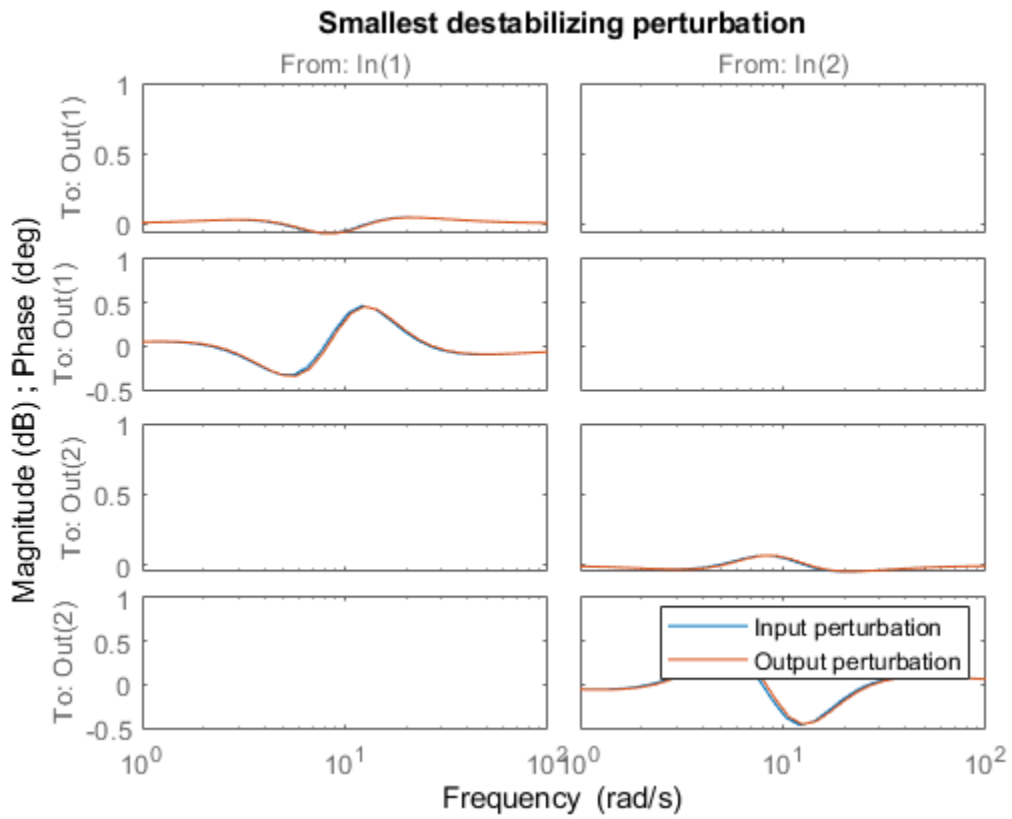 Smallest destabilizing perturbation
From: In(1)
From: In(2)
Magnitude (dB) ; Phase (deg)
To: Out(1)
1
0.5
0
To: Out(1)
1
0.5
0
-0.5
To: Out(2)
1
0.5
0
To: Out(2)
1
0.5
0
-0.5
Input perturbation
Output perturbation
10^0
10^1
10^2
10^0
10^1
10^2
Frequency (rad/s)